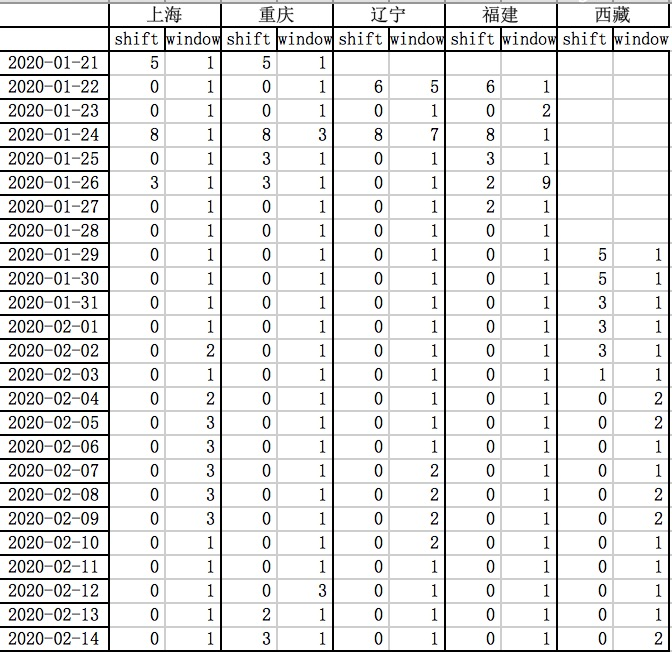 上海 重庆 辽宁 福建 西藏
shift window shift window shift window shift window shift window
2020-01-21 5 1 5 1
2020-01-22 0 1 0 1 6 5 6 1
2020-01-23 0 1 0 1 0 1 0 2
2020-01-24 8 1 8 3 8 7 8 1
2020-01-25 0 1 3 1 0 1 3 1
2020-01-26 3 1 3 1 0 1 2 9
2020-01-27 0 1 0 1 0 1 2 1
2020-01-28 0 1 0 1 0 1 0 1
2020-01-29 0 1 0 1 0 1 0 1 5 1
2020-01-30 0 1 0 1 0 1 0 1 5 1
2020-01-31 0 1 0 1 0 1 0 1 3 1
2020-02-01 0 1 0 1 0 1 0 1 3 1
2020-02-02 0 2 0 1 0 1 0 1 3 1
2020-02-03 0 1 0 1 0 1 0 1 1 1
2020-02-04 0 2 0 1 0 1 0 1 0 2
2020-02-05 0 3 0 1 0 1 0 1 0 2
2020-02-06 0 3 0 1 0 1 0 1 0 1
2020-02-07 0 3 0 1 0 2 0 1 0 1
2020-02-08 0 3 0 1 0 2 0 1 0 2
2020-02-09 0 3 0 1 0 2 0 1 0 2
2020-02-10 0 1 0 1 0 2 0 1 0 1
2020-02-11 0 1 0 1 0 1 0 1 0 1
2020-02-12 0 1 0 3 0 1 0 1 0 1
2020-02-13 0 1 2 1 0 1 0 1 0 1
2020-02-14 0 1 3 1 0 1 0 1 0 2